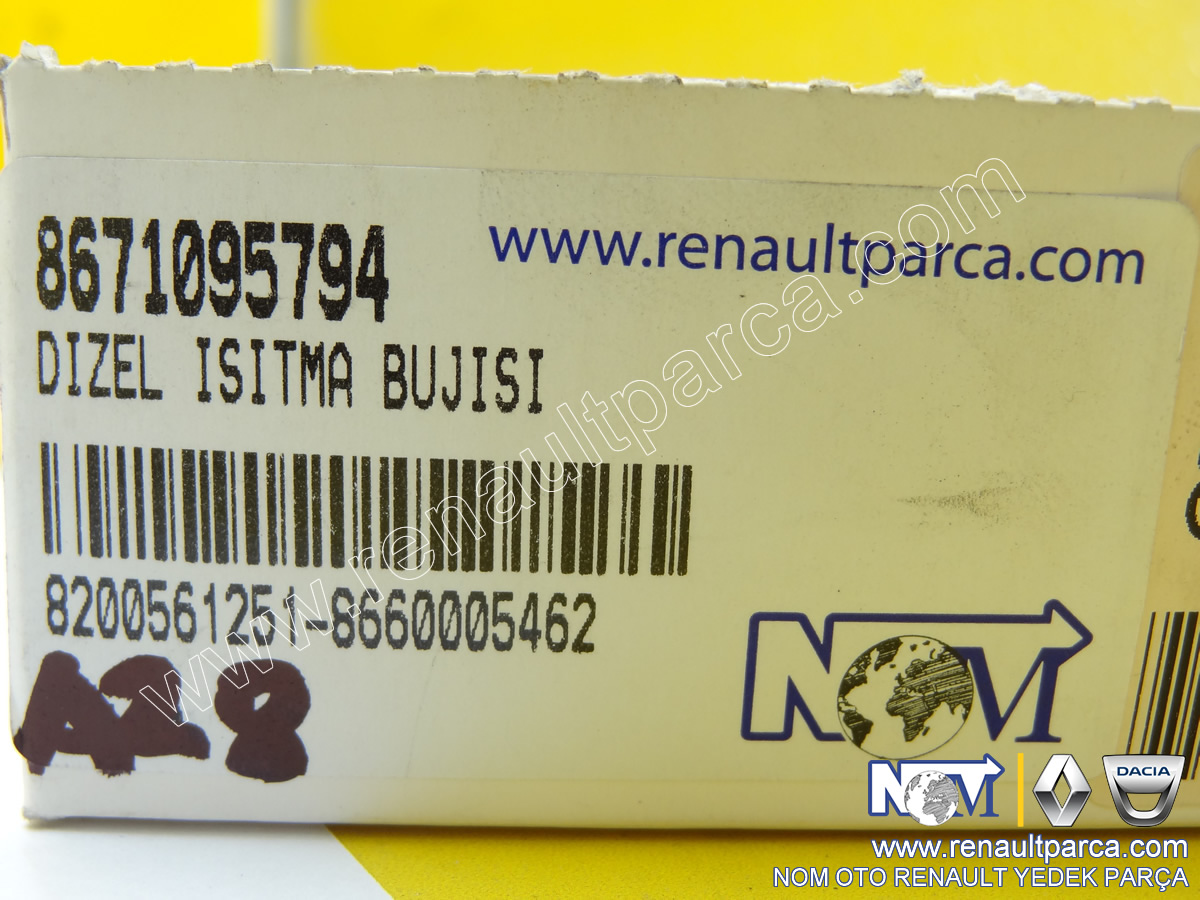 8671095794
www.renaultparca.com
DIZEL ISITMA BUJISI
www.renaultparca.com
8200561251-8660005462
A28
NOM
NOM
DACIA
www.renaultparca.com
NOM OTO RENAULT YEDEK PARÇA